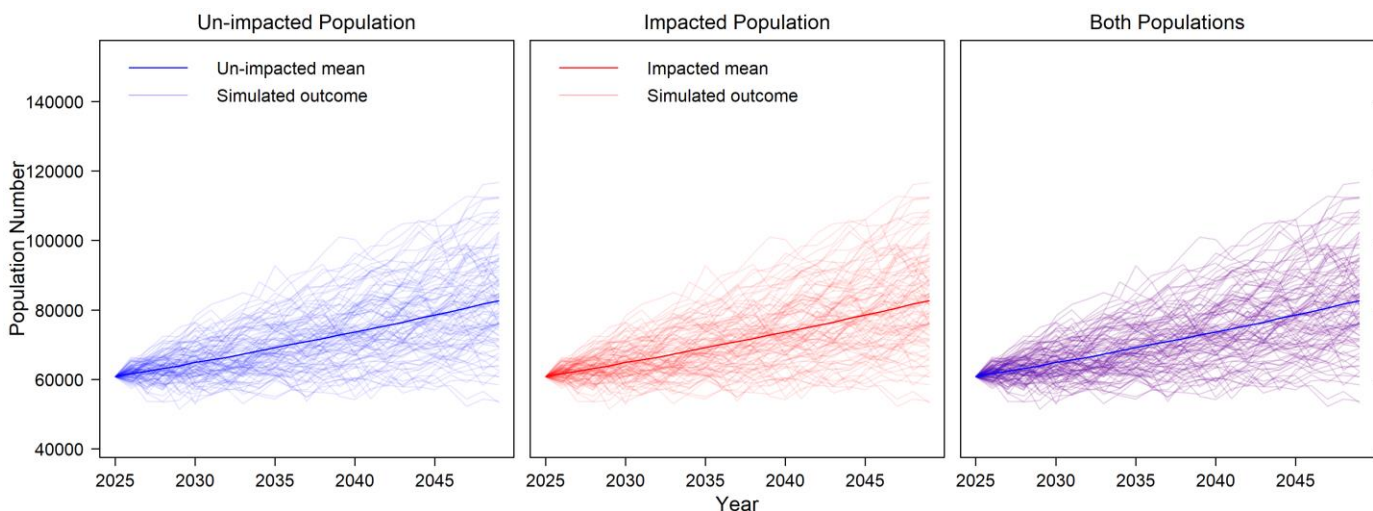 Un-impacted Population
Impacted Population
Both Populations
Un-impacted mean
Simulated outcome
Impacted mean
Simulated outcome
Population Number
140000
120000
100000
80000
60000
40000
2025 2030 2035 2040 2045
2025 2030 2035 2040 2045
2025 2030 2035 2040 2045
Year